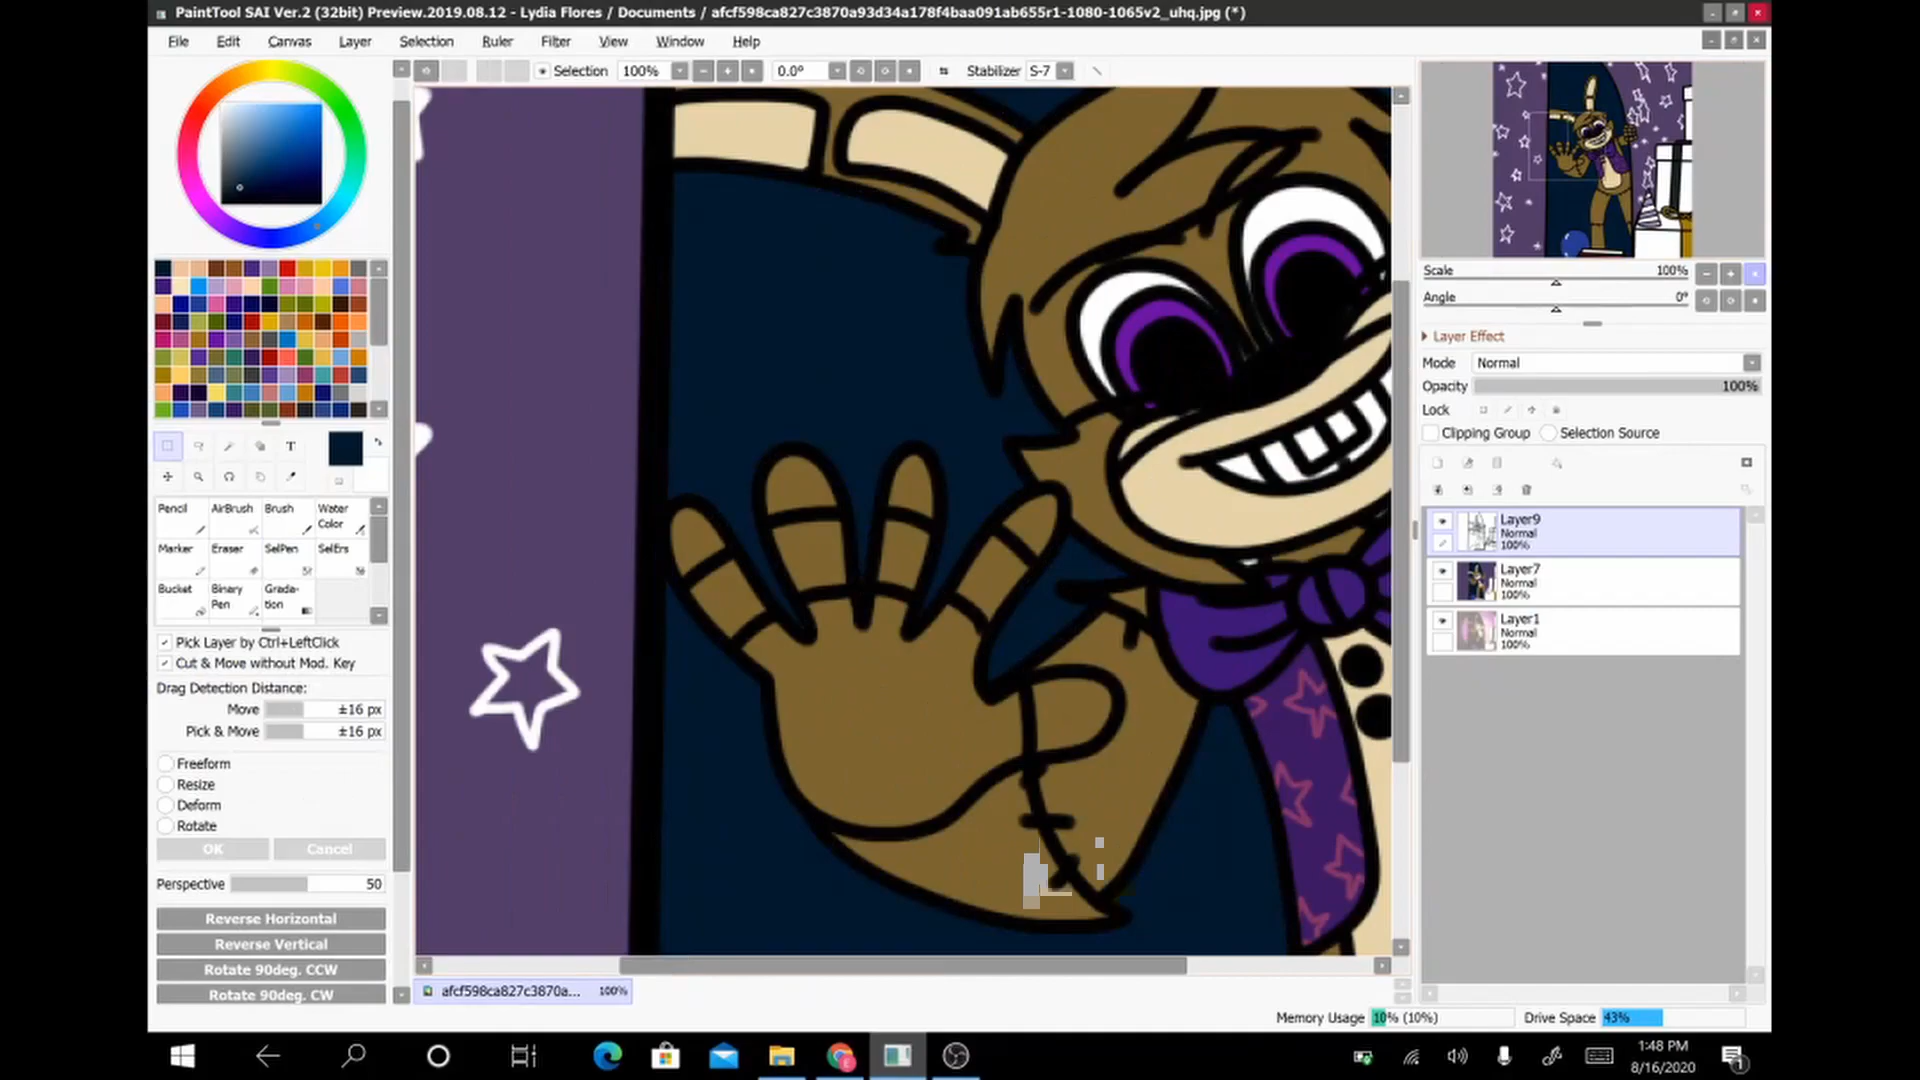 PaintTool SAI Ver.2 (32bit) Preview.2019.08.12 - Lydia Flores / Documents / afcf598ca827c3870a93d34a178f4baa091ab655r1-1080-1065v2_uhq.jpg (*)
File Edit Canvas Layer Selection Ruler Filter View Window Help
Selection 100% 0.0° Stabilizer S-7
Scale 100%
Angle 0°
Layer Effect
Mode Normal
Opacity 100%
Lock
Clipping Group Selection Source
T
Pencil AirBrush Brush Water Color
Marker Eraser SelPen SelErs
Bucket Binary Pen Grada-tion
Layer9
Normal
100%
Layer7
Normal
100%
Layer1
Normal
100%
Pick Layer by Ctrl+LeftClick
Cut & Move without Mod. Key
Drag Detection Distance:
Move ±16 px
Pick & Move ±16 px
Freeform
Resize
Deform
Rotate
OK Cancel
Perspective 50
Reverse Horizontal
Reverse Vertical
Rotate 90deg. CCW
Rotate 90deg. CW
afcf598ca827c3870a... 100%
Memory Usage 10% (10%) Drive Space 43%
1:48 PM
8/16/2020